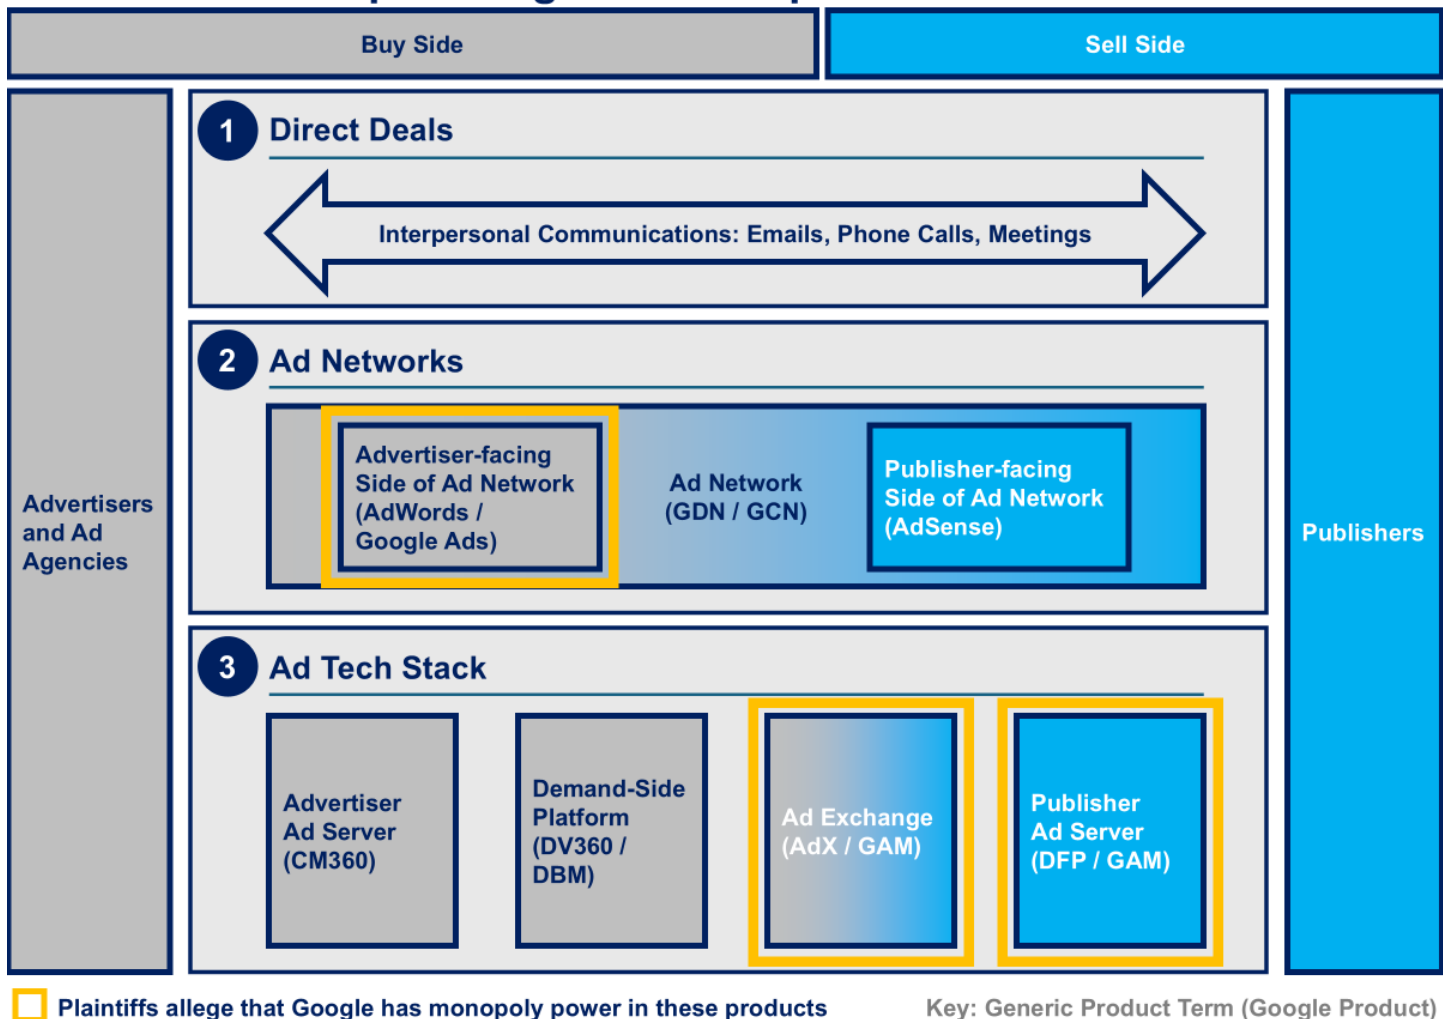 Buy Side
Sell Side
1
Direct Deals
Interpersonal Communications: Emails, Phone Calls, Meetings
2
Ad Networks
Advertiser-facing
Side of Ad Network
(AdWords /
Google Ads)
Ad Network
(GDN / GCN)
Publisher-facing
Side of Ad Network
(AdSense)
Advertisers
and Ad
Agencies
Publishers
3
Ad Tech Stack
Advertiser
Ad Server
(CM360)
Demand-Side
Platform
(DV360 /
DBM)
Ad Exchange
(AdX / GAM)
Publisher
Ad Server
(DFP / GAM)
Plaintiffs allege that Google has monopoly power in these products
Key: Generic Product Term (Google Product)